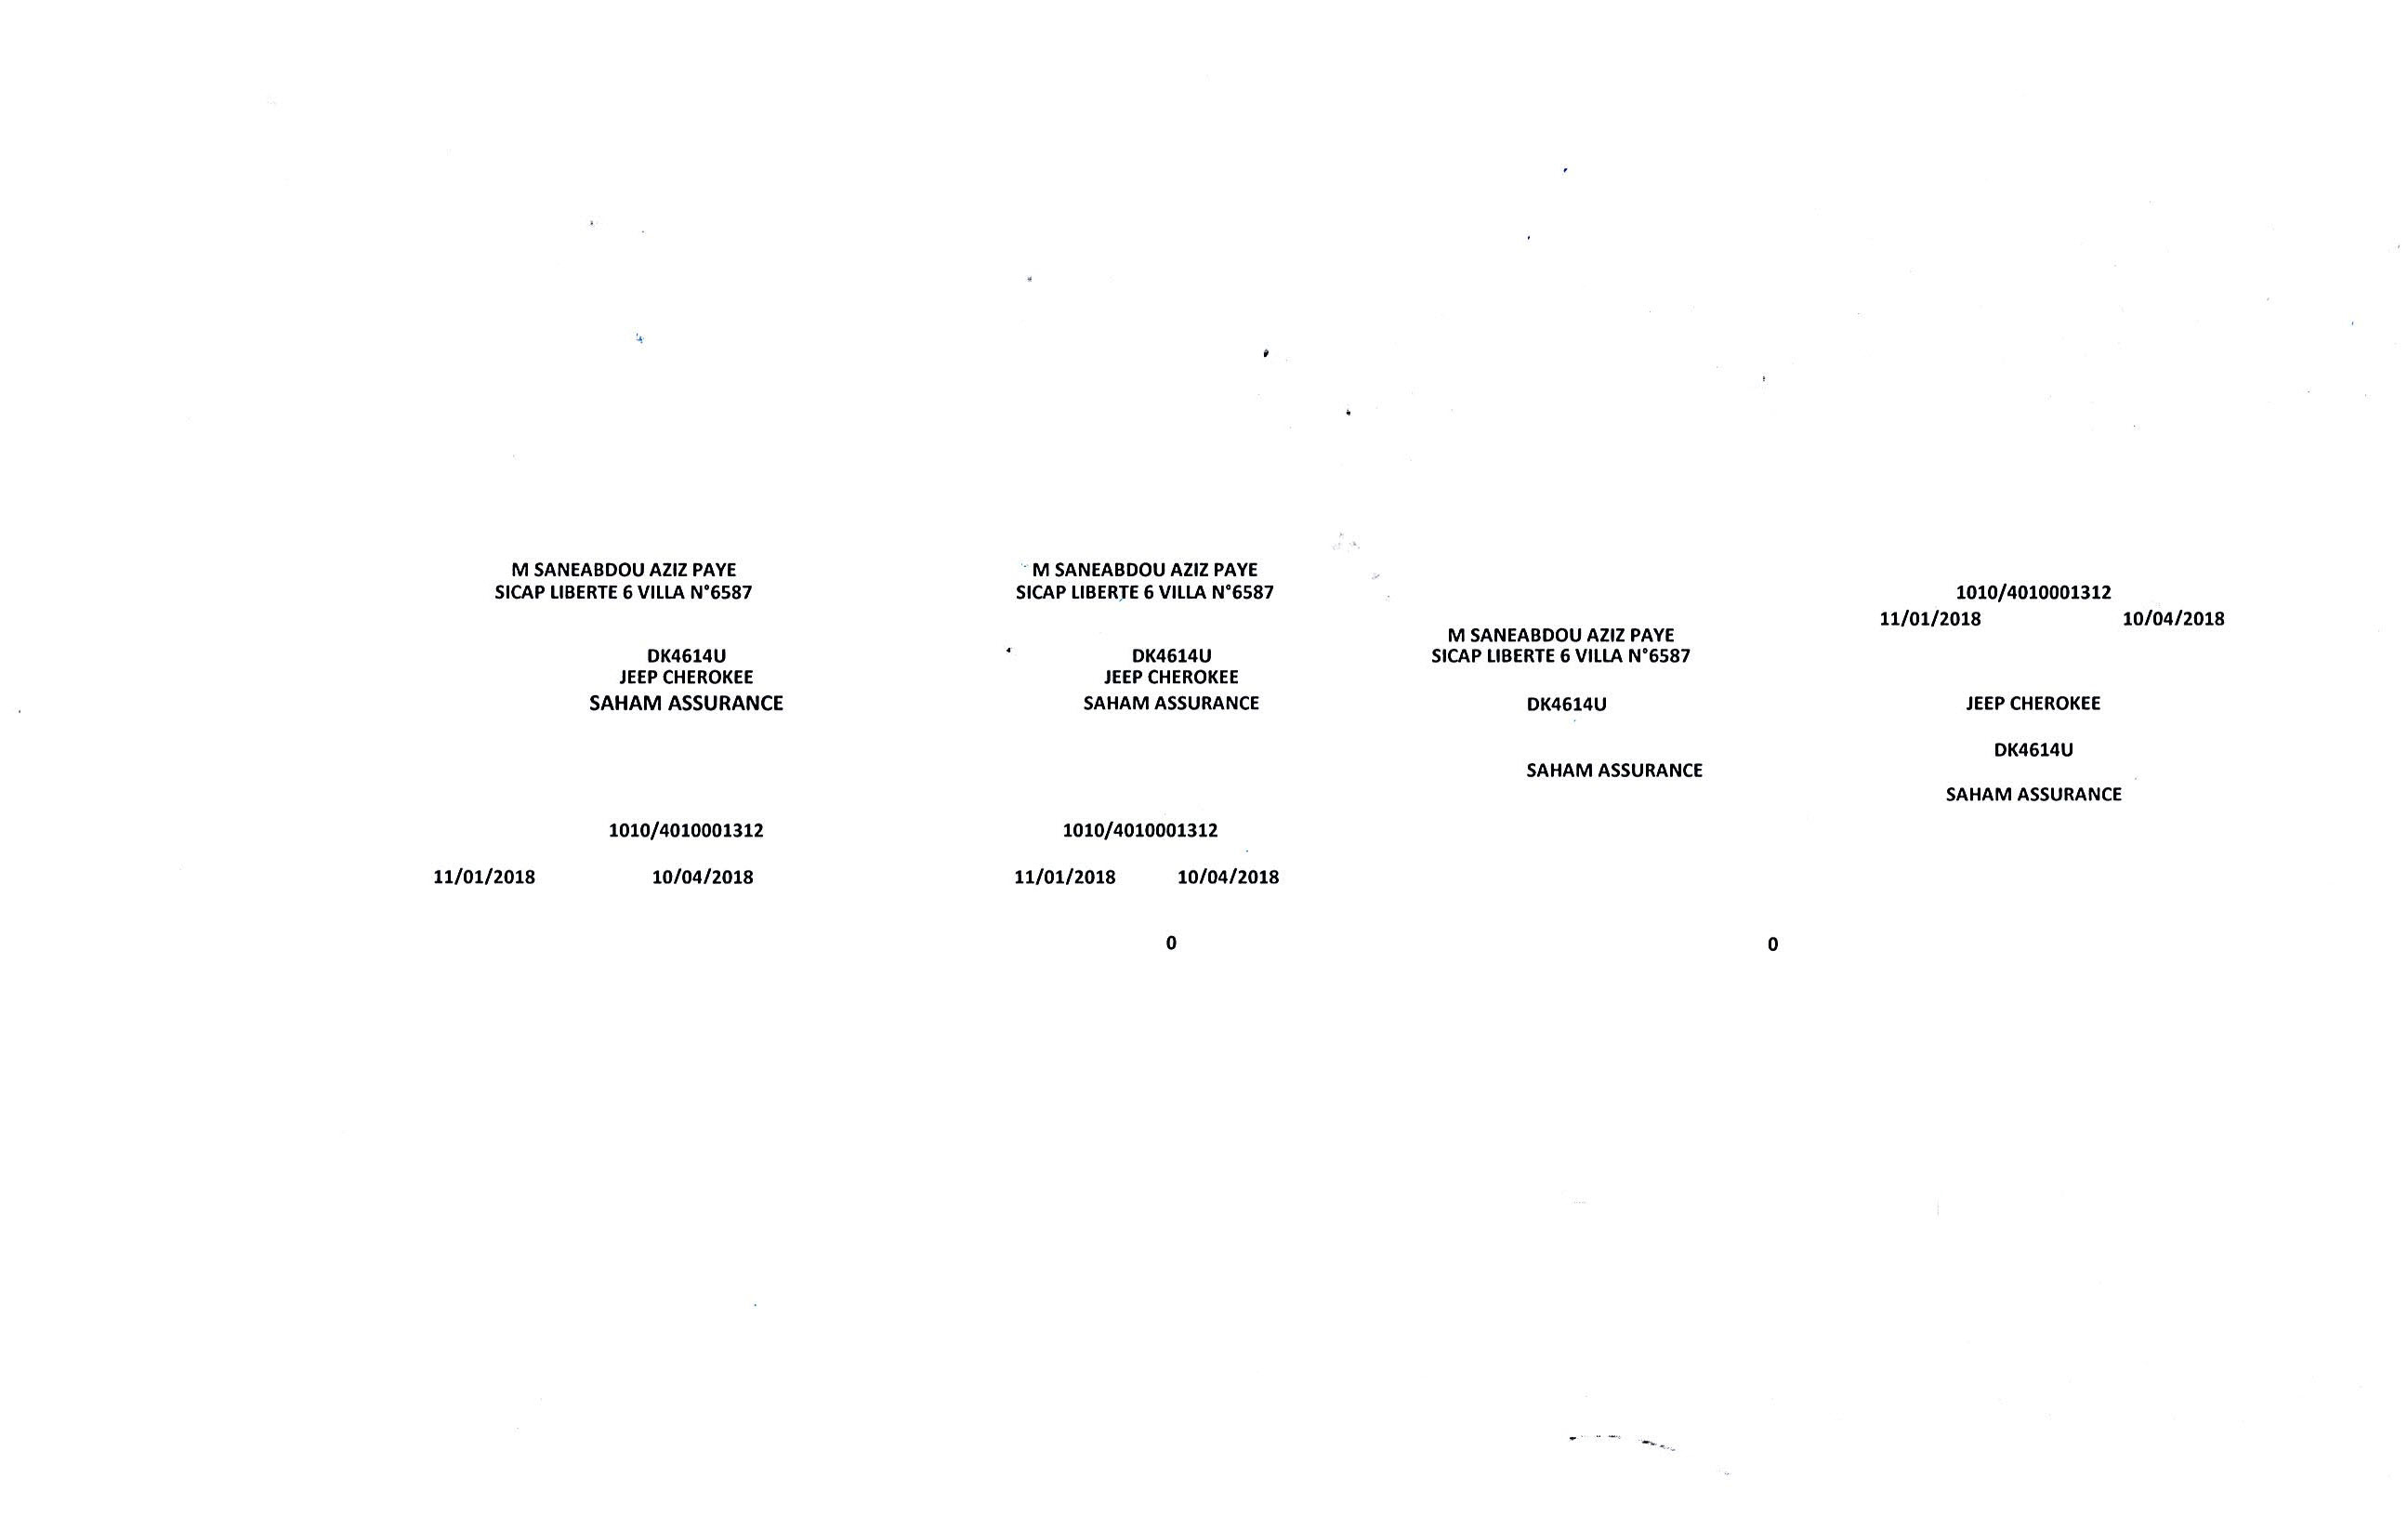 M SANEABDOU AZIZ PAYE
SICAP LIBERTE 6 VILLA N°6587
DK4614U
JEEP CHEROKEE
SAHAM ASSURANCE
1010/4010001312
11/01/2018 10/04/2018
M SANEABDOU AZIZ PAYE
SICAP LIBERTE 6 VILLA N°6587
DK4614U
JEEP CHEROKEE
SAHAM ASSURANCE
1010/4010001312
11/01/2018 10/04/2018
0
M SANEABDOU AZIZ PAYE
SICAP LIBERTE 6 VILLA N°6587
DK4614U
SAHAM ASSURANCE
0
1010/4010001312
11/01/2018 10/04/2018
JEEP CHEROKEE
DK4614U
SAHAM ASSURANCE